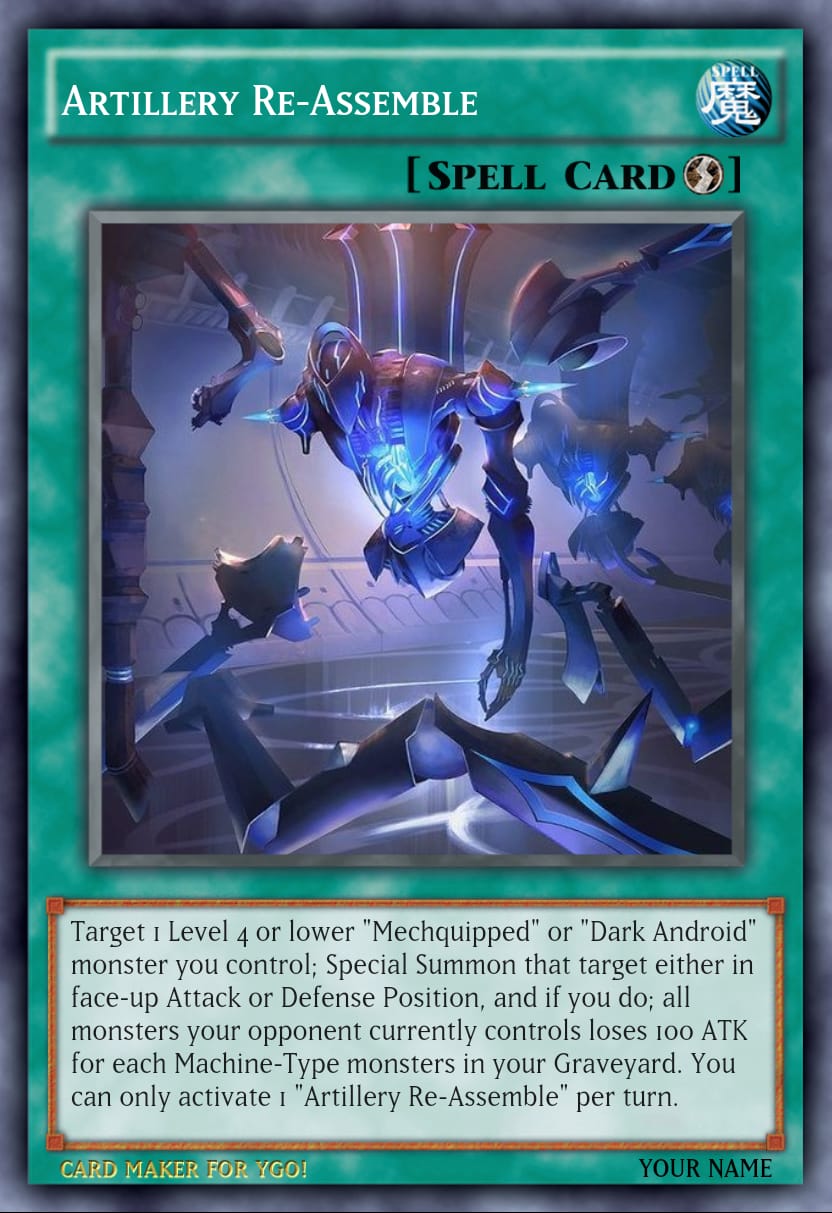 Artillery Re-Assemble
SPELL
魔
[Spell Card]
Target 1 Level 4 or lower "Mechquipped" or "Dark Android"
monster you control; Special Summon that target either in
face-up Attack or Defense Position, and if you do; all
monsters your opponent currently controls loses 100 ATK
for each Machine-Type monsters in your Graveyard. You
can only activate 1 "Artillery Re-Assemble" per turn.
CARD MAKER FOR YGO!
YOUR NAME